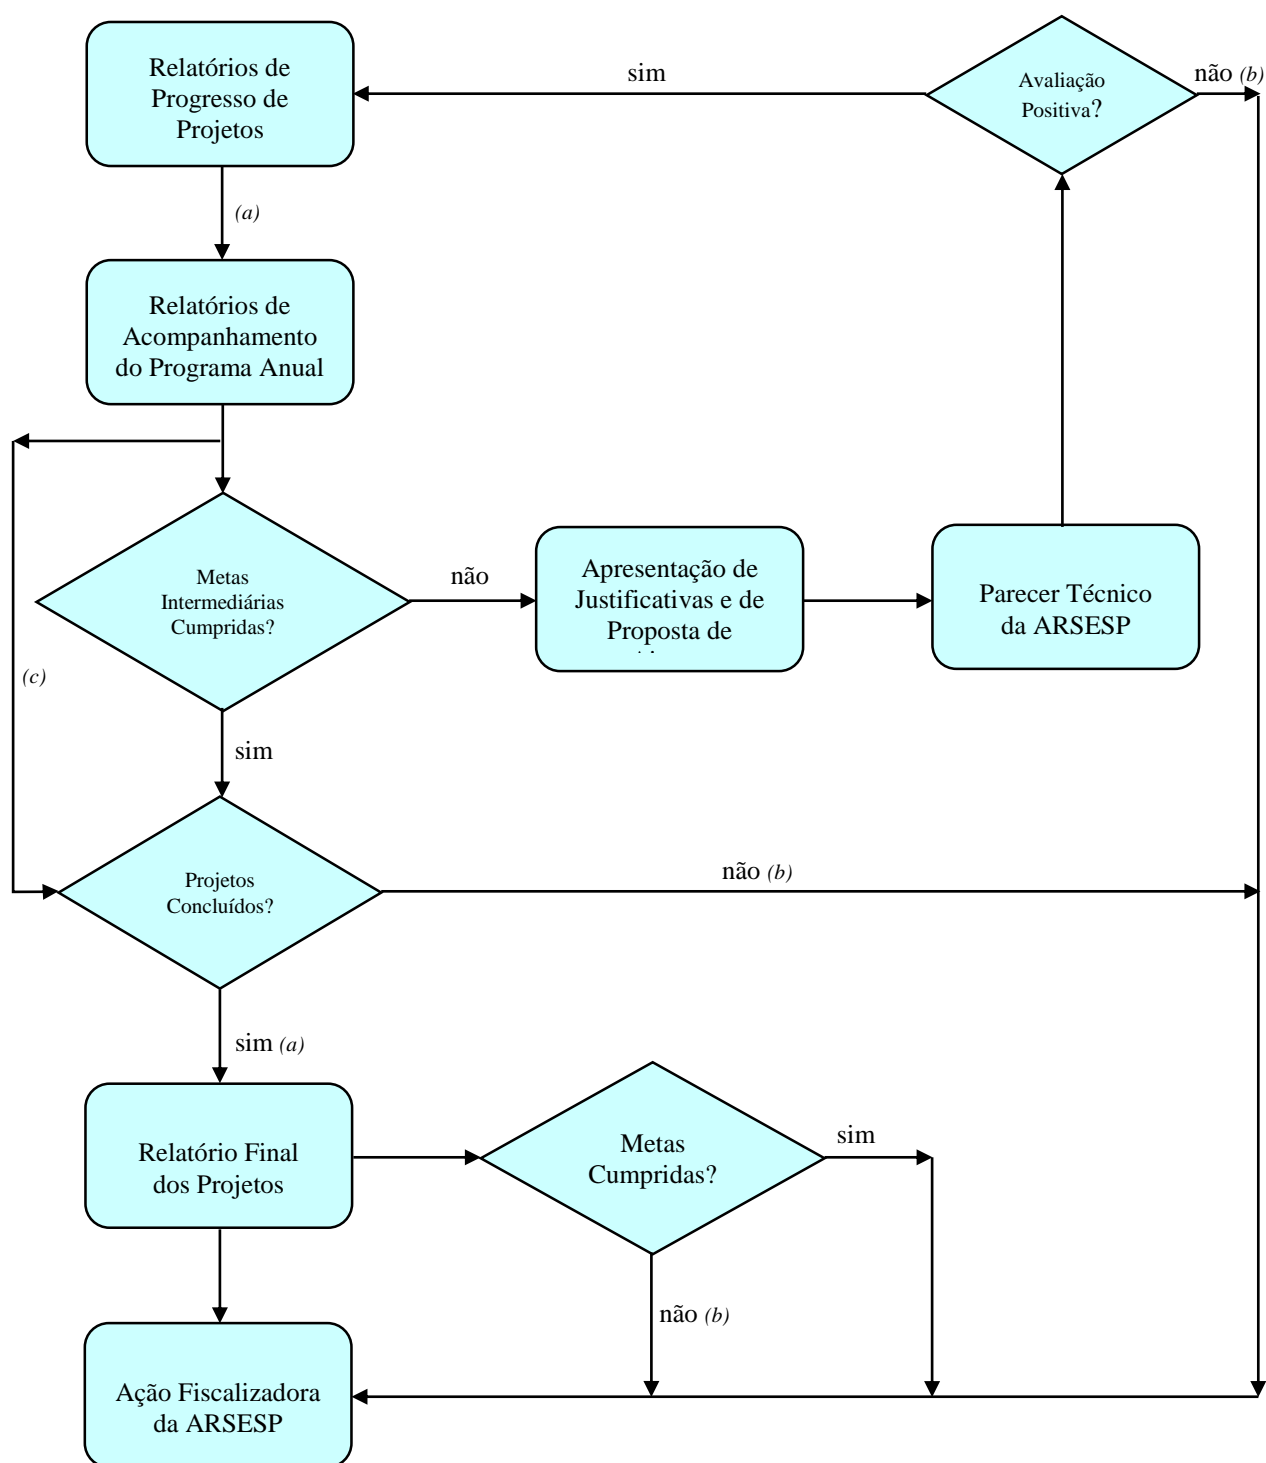 Relatórios de
Progresso de
Projetos
sim
Avaliação
Positiva?
não (b)
(a)
Relatórios de
Acompanhamento
do Programa Anual
Metas
Intermediárias
Cumpridas?
não
Apresentação de
Justificativas e de
Proposta de
Parecer Técnico
da ARSESP
(c)
sim
Projetos
Concluídos?
não (b)
sim (a)
Relatório Final
dos Projetos
Metas
Cumpridas?
sim
não (b)
Ação Fiscalizadora
da ARSESP